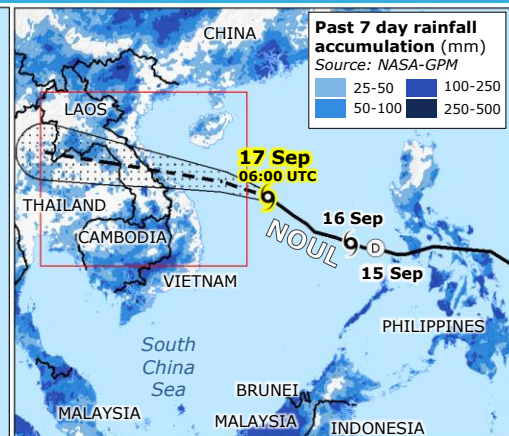 CHINA
Past 7 day rainfall
accumulation (mm)
Source: NASA-GPM
25-50
100-250
50-100
250-500
LAOS
17 Sep
06:00 UTC
THAILAND
16 Sep
NOUL
D
CAMBODIA
15 Sep
VIETNAM
PHILIPPINES
South
China
Sea
BRUNEI
MALAYSIA
MALAYSIA
INDONESIA